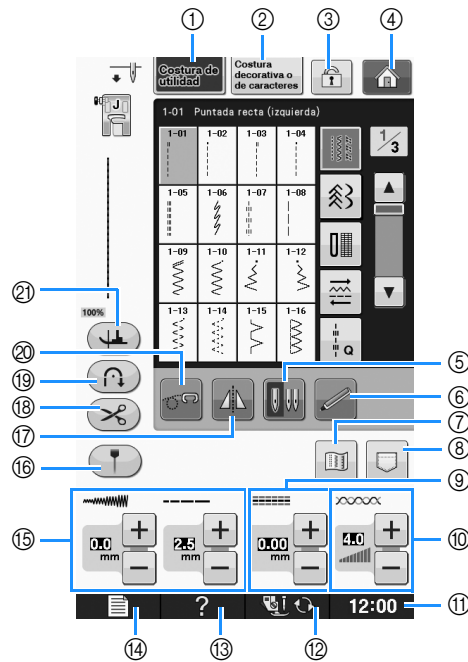 ① ② ③ ④
Costura de
utilidad
Costura
decorativa o
de caracteres
J
1-01 Puntada recta (izquierda)
1-01 1-02 1-03 1-04
1/3
1-05 1-06 1-07 1-08
1-09 1-10 1-11 1-12
1-13 1-14 1-15 1-16
Q
100%
㉑
⑳
⑲
⑱
⑰
⑯
⑤
⑥
⑦
⑧
⑨
⑩
⑮
0.0
mm
+
−
2.5
mm
+
−
0.00
mm
+
−
4.0
+
−
? 12:00
⑪
⑭ ⑬ ⑫